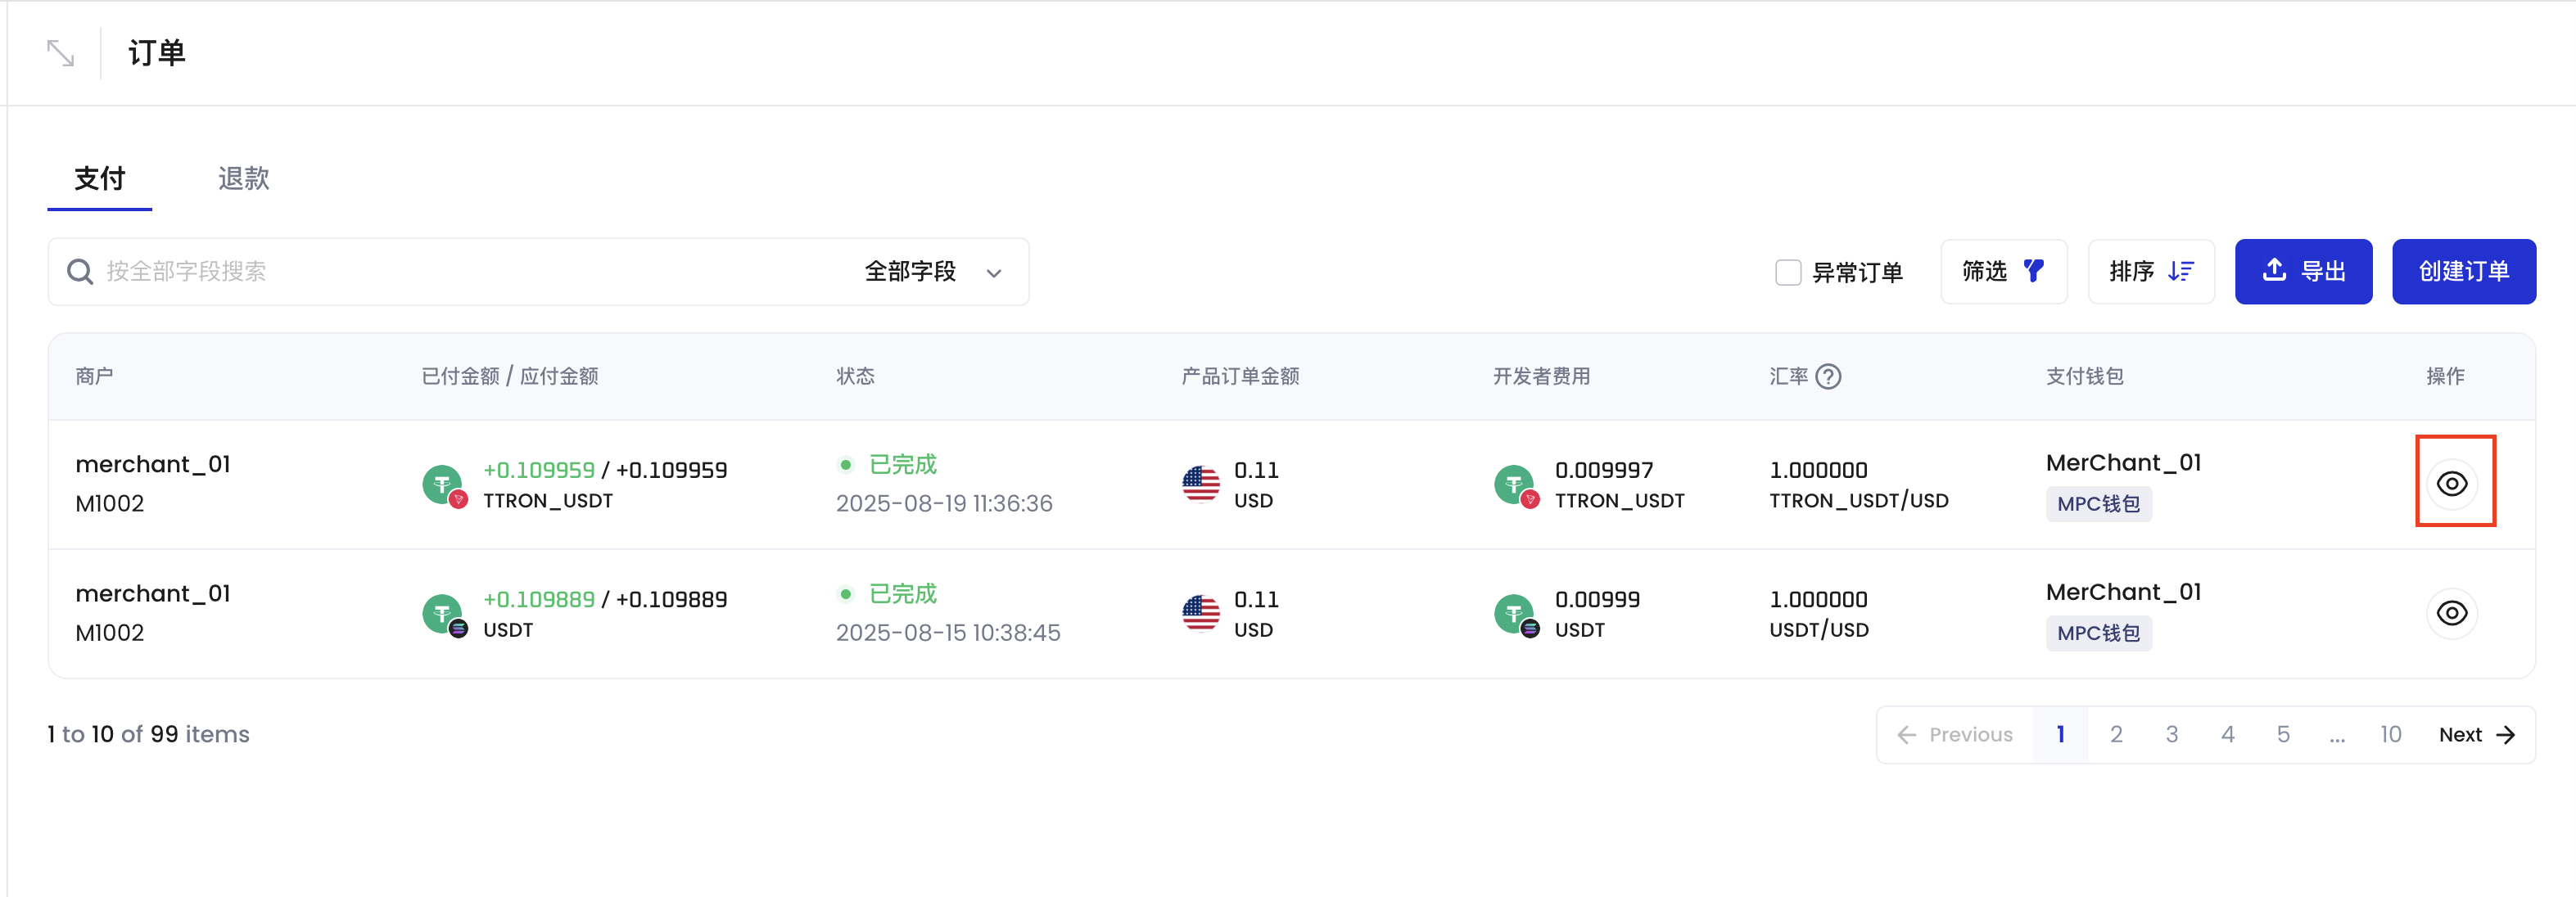 订单
支付
退款
按全部字段搜索
全部字段
异常订单
筛选
排序
导出
创建订单
商户
已付金额 / 应付金额
状态
产品订单金额
开发者费用
汇率
支付钱包
操作
merchant_01
M1002
+0.109959 / +0.109959
TTRON_USDT
已完成
2025-08-19 11:36:36
0.11
USD
0.009997
TTRON_USDT
1.000000
TTRON_USDT/USD
MerChant_01
MPC钱包
merchant_01
M1002
+0.109889 / +0.109889
USDT
已完成
2025-08-15 10:38:45
0.11
USD
0.00999
USDT
1.000000
USDT/USD
MerChant_01
MPC钱包
1 to 10 of 99 items
Previous
1
2
3
4
5
...
10
Next